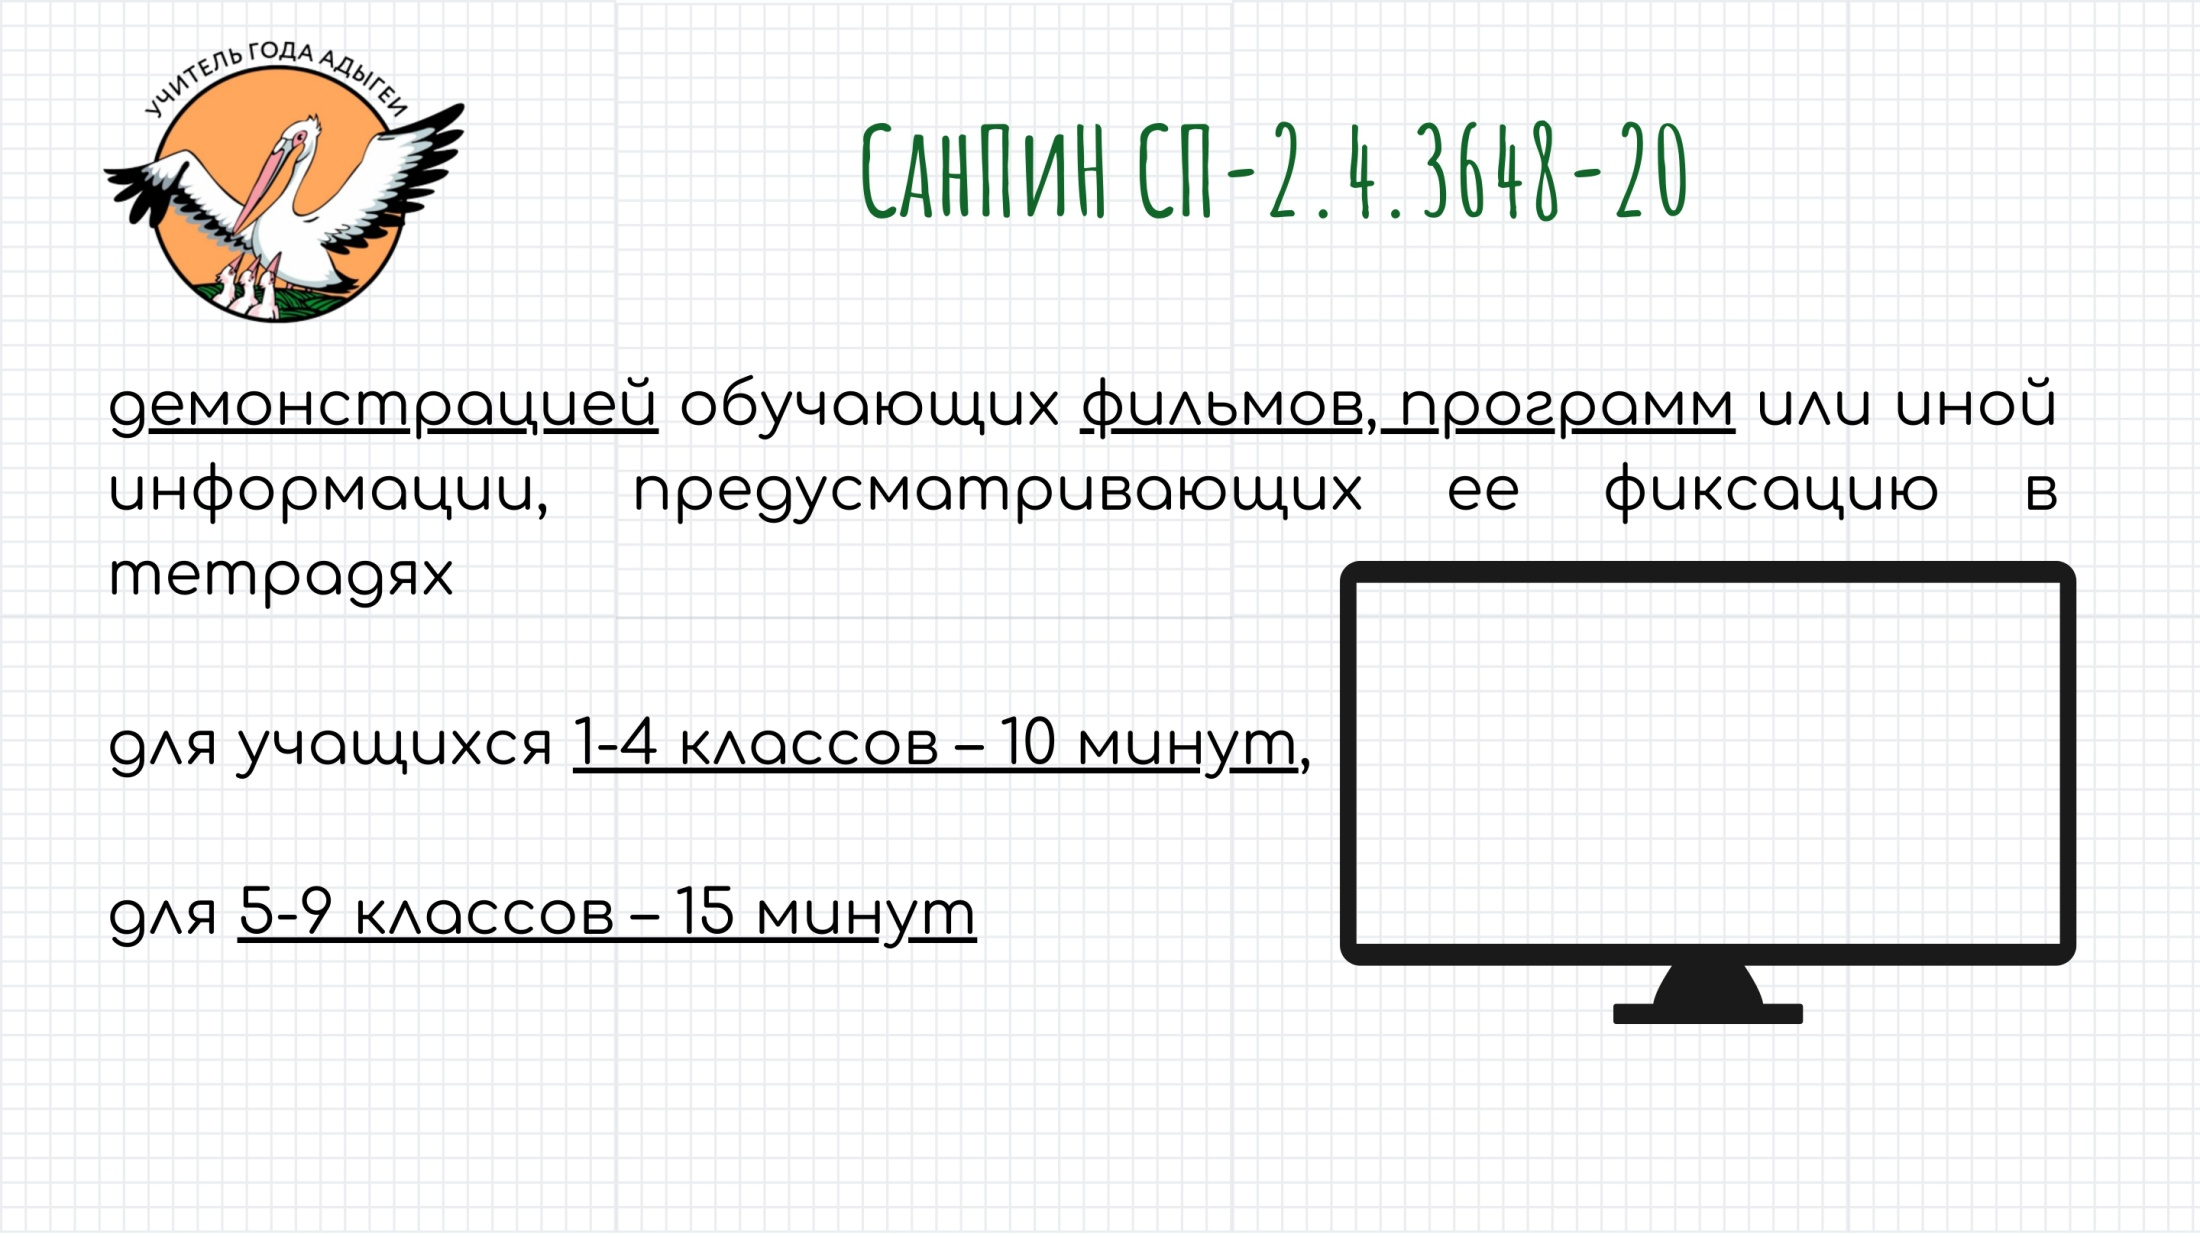 УЧИТЕЛЬ ГОДА АДЫГЕИ
САНПИН СП-2.4.3648-20
демонстрацией обучающих фильмов, программ или иной
информации, предусматривающих ее фиксацию в
тетрадях
для учащихся 1-4 классов – 10 минут,
для 5-9 классов – 15 минут